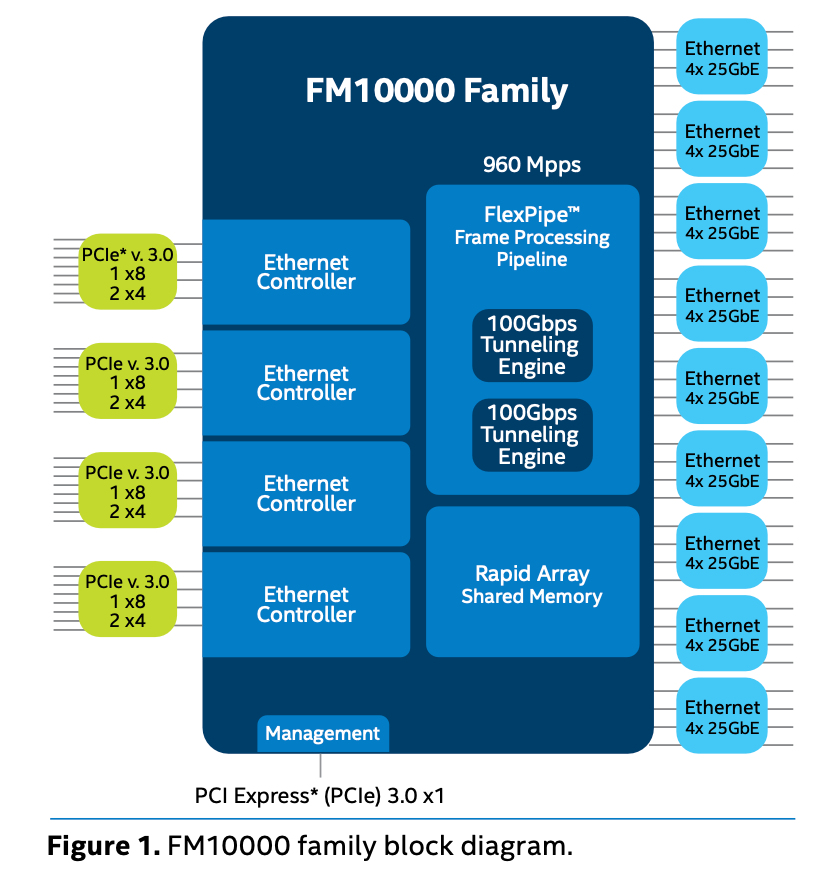 FM10000 Family
960 Mpps
FlexPipe™
Frame Processing
Pipeline
100Gbps
Tunneling
Engine
100Gbps
Tunneling
Engine
Rapid Array
Shared Memory
PCIe* v. 3.0
1 x8
2 x4
Ethernet
Controller
PCIe v. 3.0
1 x8
2 x4
Ethernet
Controller
PCIe v. 3.0
1 x8
2 x4
Ethernet
Controller
PCIe v. 3.0
1 x8
2 x4
Ethernet
Controller
Ethernet
4x 25GbE
Ethernet
4x 25GbE
Ethernet
4x 25GbE
Ethernet
4x 25GbE
Ethernet
4x 25GbE
Ethernet
4x 25GbE
Ethernet
4x 25GbE
Ethernet
4x 25GbE
Ethernet
4x 25GbE
Management
PCI Express* (PCIe) 3.0 x1
Figure 1. FM10000 family block diagram.